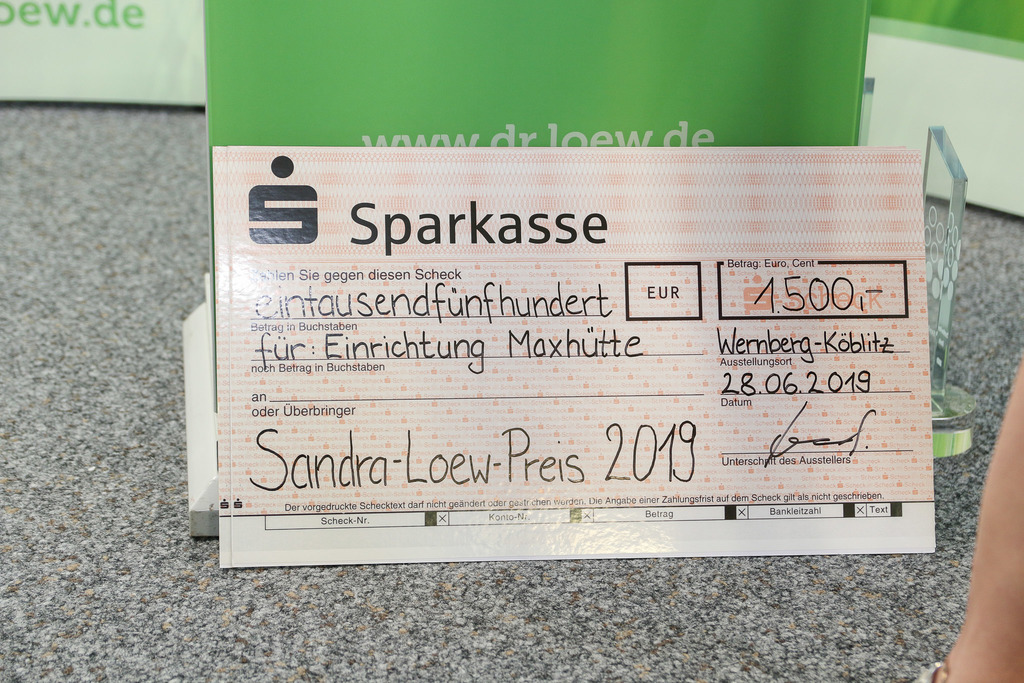 oew.de
www.dr.loew.de
Sparkasse
Zahlen Sie gegen diesen Scheck
eintausendfünfhundert
EUR
Betrag: Euro, Cent
1.500,-
Betrag in Buchstaben
für: Einrichtung Maxhütte
Wernberg-Köblitz
noch Betrag in Buchstaben
Ausstellungsort
28.06.2019
an
Datum
oder Überbringer
Sandra-Loew-Preis 2019
Unterschrift des Ausstellers
Der vorgedruckte Schecktext darf nicht geändert oder gestrichen werden. Die Angabe einer Zahlungsfrist auf dem Scheck gilt als nicht geschrieben.
Scheck-Nr. X Konto-Nr. X Betrag X Bankleitzahl X Text